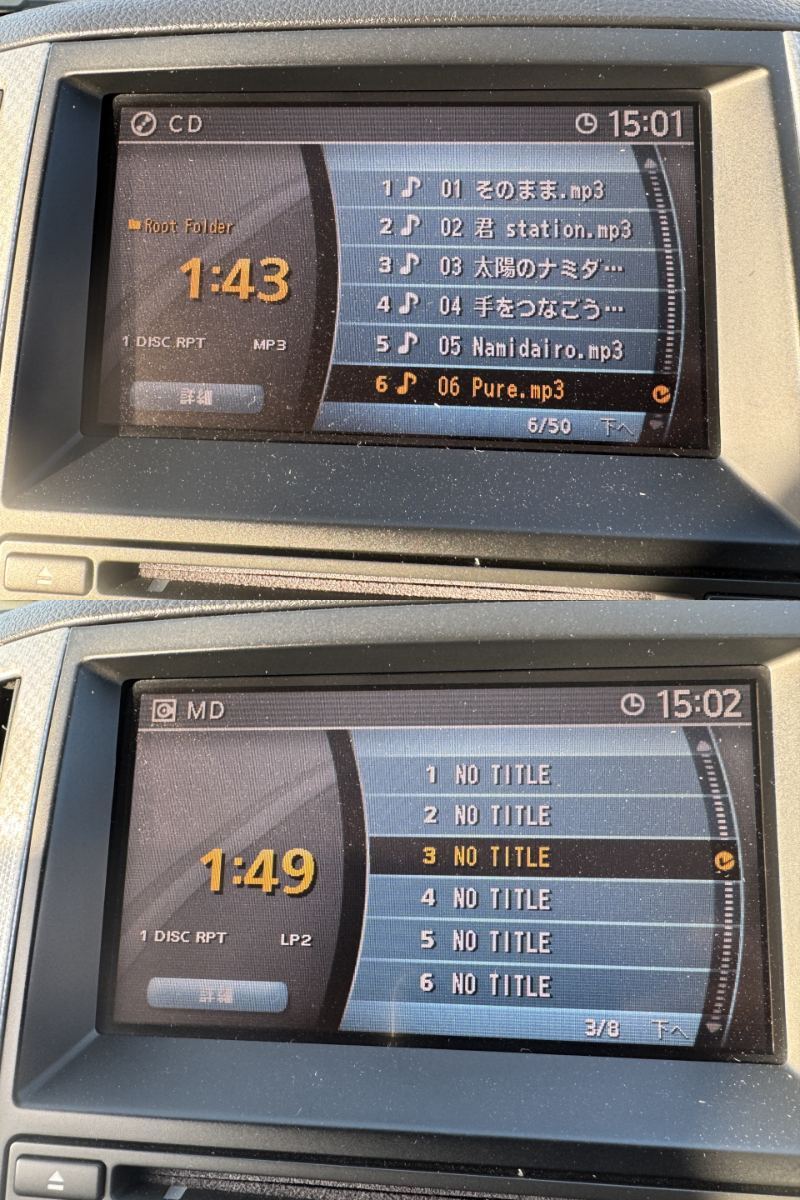 CD 15:01
Root Folder
1:43
1 DISC RPT MP3
詳細
1 01 そのまま.mp3
2 02 君 station.mp3
3 03 太陽のナミダ…
4 04 手をつなごう…
5 05 Namidairo.mp3
6 06 Pure.mp3
6/50 下へ
MD 15:02
1:49
1 DISC RPT LP2
詳細
1 NO TITLE
2 NO TITLE
3 NO TITLE
4 NO TITLE
5 NO TITLE
6 NO TITLE
3/8 下へ